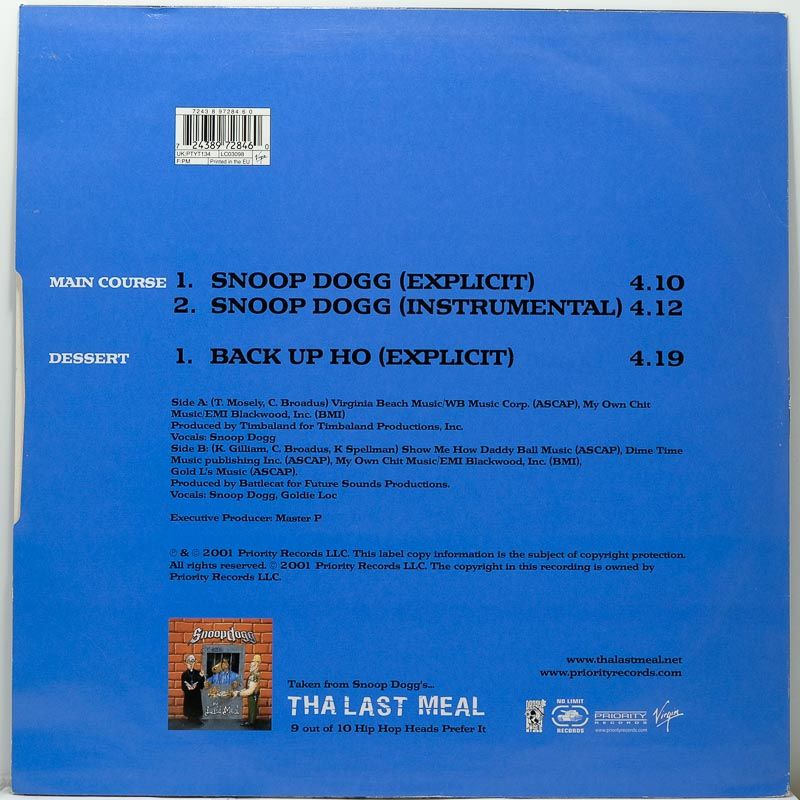 7243 8 97284 6 0
7 24389 72846 0
UK:PTYT134 LC03098
F:PM Printed in the EU Virgin
MAIN COURSE 1. SNOOP DOGG (EXPLICIT) 4.10
2. SNOOP DOGG (INSTRUMENTAL) 4.12
DESSERT 1. BACK UP HO (EXPLICIT) 4.19
Side A: (T. Mosely, C. Broadus) Virginia Beach Music/WB Music Corp. (ASCAP), My Own Chit
Music/EMI Blackwood, Inc. (BMI)
Produced by Timbaland for Timbaland Productions, Inc.
Vocals: Snoop Dogg
Side B: (K. Gilliam, C. Broadus, K Spellman) Show Me How Daddy Ball Music (ASCAP), Dime Time
Music publishing Inc. (ASCAP), My Own Chit Music/EMI Blackwood, Inc. (BMI),
Gold L's Music (ASCAP).
Produced by Battlecat for Future Sounds Productions.
Vocals: Snoop Dogg, Goldie Loc
Executive Producer: Master P
℗ & © 2001 Priority Records LLC. This label copy information is the subject of copyright protection.
All rights reserved. © 2001 Priority Records LLC. The copyright in this recording is owned by
Priority Records LLC.
Snoop Dogg
Tha Last Meal
www.thalastmeal.net
www.priorityrecords.com
Taken from Snoop Dogg's...
THA LAST MEAL
9 out of 10 Hip Hop Heads Prefer It
NO LIMIT
RECORDS
PRIORITY
RECORDS
www.priorityrecords.com
Virgin